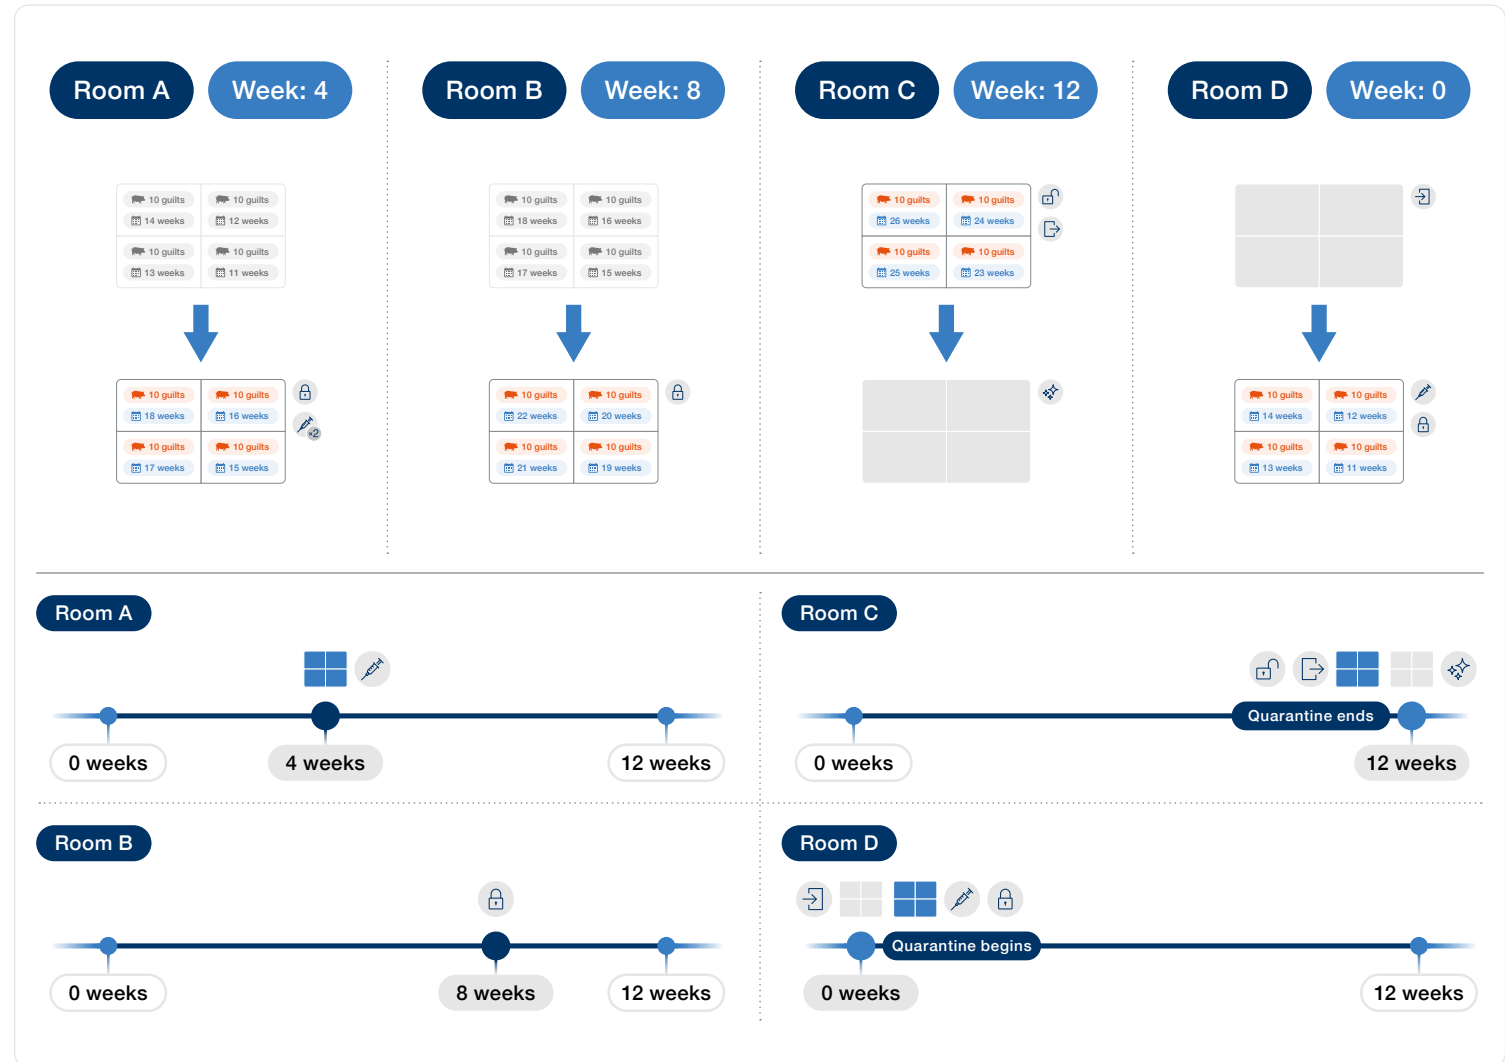 Room A Week: 4
Room B Week: 8
Room C Week: 12
Room D Week: 0
10 guilts 10 guilts
14 weeks 12 weeks
10 guilts 10 guilts
13 weeks 11 weeks
10 guilts 10 guilts
18 weeks 16 weeks
10 guilts 10 guilts
17 weeks 15 weeks
10 guilts 10 guilts
26 weeks 24 weeks
10 guilts 10 guilts
25 weeks 23 weeks
10 guilts 10 guilts
18 weeks 16 weeks
10 guilts 10 guilts
17 weeks 15 weeks
×2
10 guilts 10 guilts
22 weeks 20 weeks
10 guilts 10 guilts
21 weeks 19 weeks
10 guilts 10 guilts
14 weeks 12 weeks
10 guilts 10 guilts
13 weeks 11 weeks
Room A
0 weeks 4 weeks 12 weeks
Room C
Quarantine ends
0 weeks 12 weeks
Room B
0 weeks 8 weeks 12 weeks
Room D
Quarantine begins
0 weeks 12 weeks